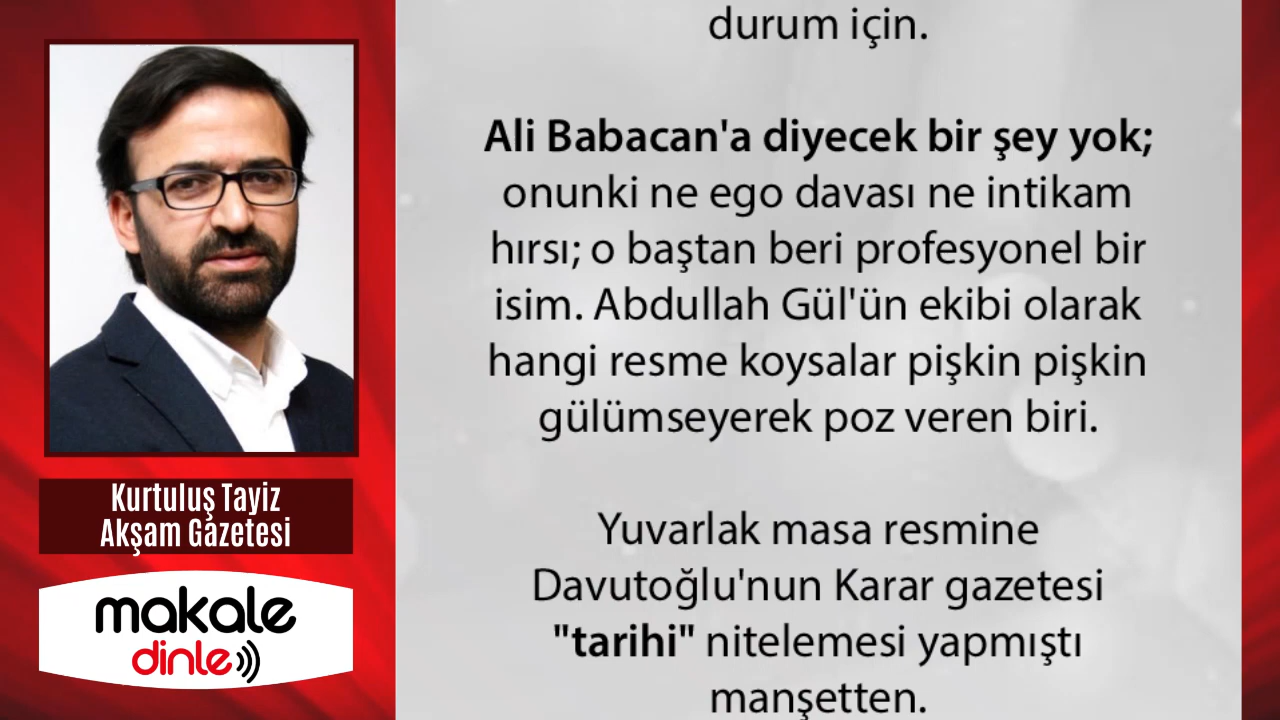 durum için.
Ali Babacan'a diyecek bir şey yok;
onunki ne ego davası ne intikam
hırsı; o baştan beri profesyonel bir
isim. Abdullah Gül'ün ekibi olarak
hangi resme koysalar pişkin pişkin
gülümseyerek poz veren biri.
Yuvarlak masa resmine
Davutoğlu'nun Karar gazetesi
"tarihi" nitelemesi yapmıştı
manşetten.
Kurtuluş Tayiz
Akşam Gazetesi
makale
dinle